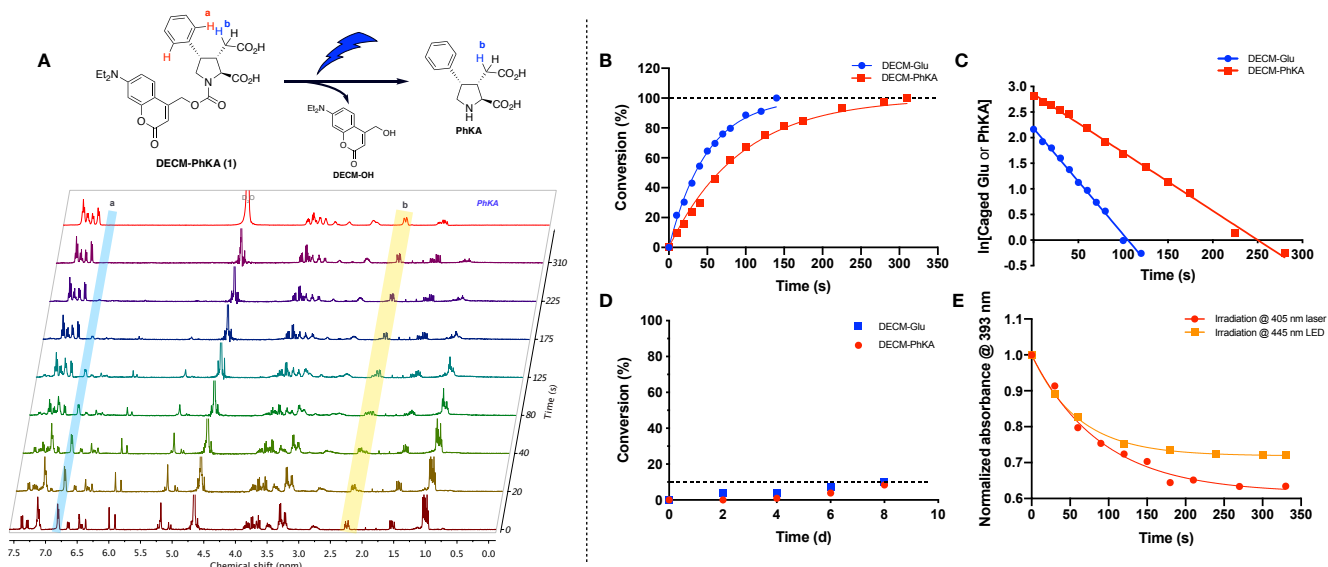 A
a
H
b
H
CO₂H
H
CO₂H
Et₂N
N
O
O
O
O
DECM-PhKA (1)
Et₂N
OH
O
O
DECM-OH
b
H
CO₂H
CO₂H
N
H
PhKA
a
b
PhKA
310
225
175
125
80
40
20
0
Time (s)
7.5 7.0 6.5 6.0 5.5 5.0 4.5 4.0 3.5 3.0 2.5 2.0 1.5 1.0 0.5 0.0
Chemical shift (ppm)
B
DECM-Glu
DECM-PhKA
Conversion (%)
120
100
80
60
40
20
0
0 50 100 150 200 250 300 350
Time (s)
C
DECM-Glu
DECM-PhKA
ln[Caged Glu or PhKA]
3.0
2.5
2.0
1.5
1.0
0.5
0.0
-0.5
50 100 150 200 250 300
Time (s)
D
DECM-Glu
DECM-PhKA
Conversion (%)
100
80
60
40
20
10
0
0 2 4 6 8 10
Time (d)
E
Irradiation @ 405 nm laser
Irradiation @ 445 nm LED
Normalized absorbance @ 393 nm
1.1
1.0
0.9
0.8
0.7
0.6
0 50 100 150 200 250 300 350
Time (s)